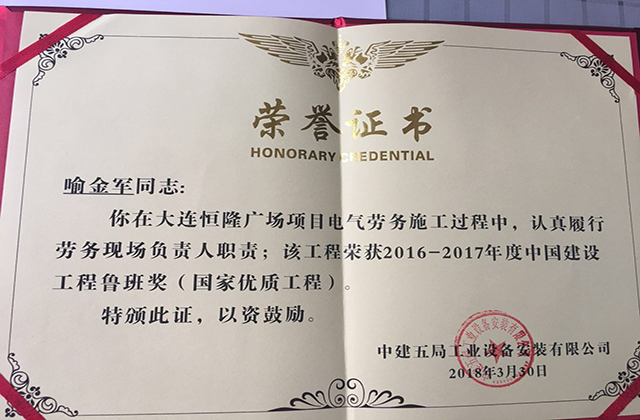 荣誉证书
HONORARY CREDENTIAL
喻金军同志：
你在大连恒隆广场项目电气劳务施工过程中，认真履行
劳务现场负责人职责；该工程荣获2016-2017年度中国建设
工程鲁班奖（国家优质工程）。
特颁此证，以资鼓励。
中建五局工业设备安装有限公司
2018年3月30日